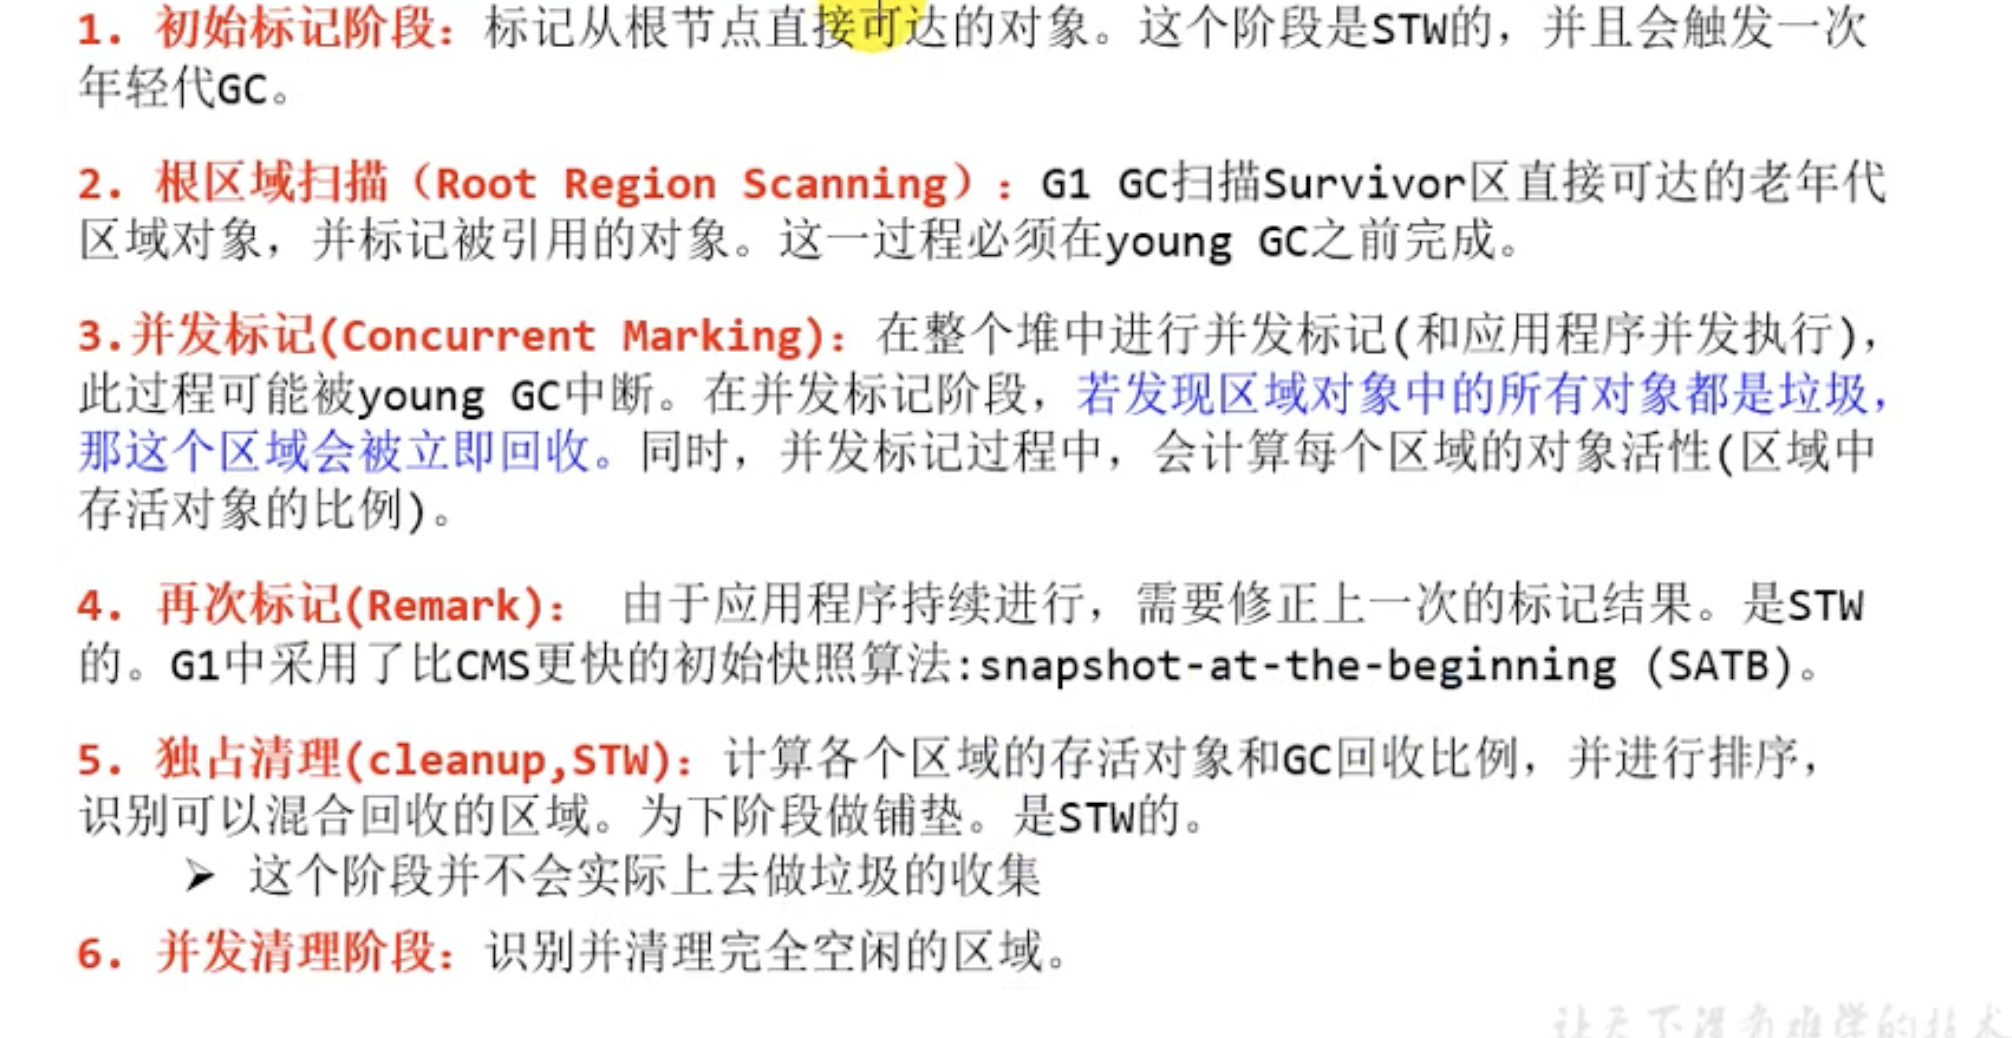 1. 初始标记阶段：标记从根节点直接可达的对象。这个阶段是STW的，并且会触发一次
年轻代GC。
2. 根区域扫描（Root Region Scanning）：G1 GC扫描Survivor区直接可达的老年代
区域对象，并标记被引用的对象。这一过程必须在young GC之前完成。
3.并发标记(Concurrent Marking)：在整个堆中进行并发标记(和应用程序并发执行)，
此过程可能被young GC中断。在并发标记阶段，若发现区域对象中的所有对象都是垃圾，
那这个区域会被立即回收。同时，并发标记过程中，会计算每个区域的对象活性(区域中
存活对象的比例)。
4. 再次标记(Remark)： 由于应用程序持续进行，需要修正上一次的标记结果。是STW
的。G1中采用了比CMS更快的初始快照算法:snapshot-at-the-beginning (SATB)。
5. 独占清理(cleanup,STW)：计算各个区域的存活对象和GC回收比例，并进行排序，
识别可以混合回收的区域。为下阶段做铺垫。是STW的。
➢ 这个阶段并不会实际上去做垃圾的收集
6. 并发清理阶段：识别并清理完全空闲的区域。
让天下没有难学的技术